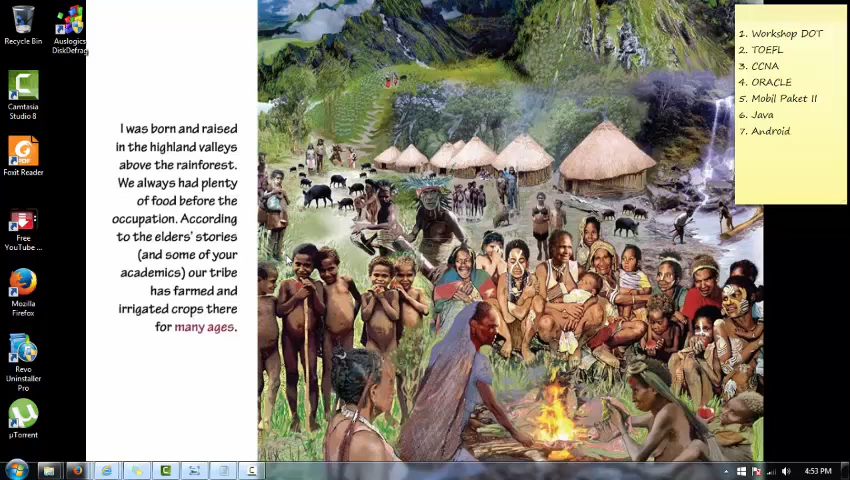 Recycle Bin
Auslogics
DiskDefrag
Camtasia
Studio 8
Foxit Reader
Free
YouTube ...
Mozilla
Firefox
Revo
Uninstaller
Pro
µTorrent
I was born and raised
in the highland valleys
above the rainforest.
We always had plenty
of food before the
occupation. According
to the elders' stories
(and some of your
academics) our tribe
has farmed and
irrigated crops there
for many ages.
1. Workshop DOT
2. TOEFL
3. CCNA
4. ORACLE
5. Mobil Paket II
6. Java
7. Android
4:53 PM